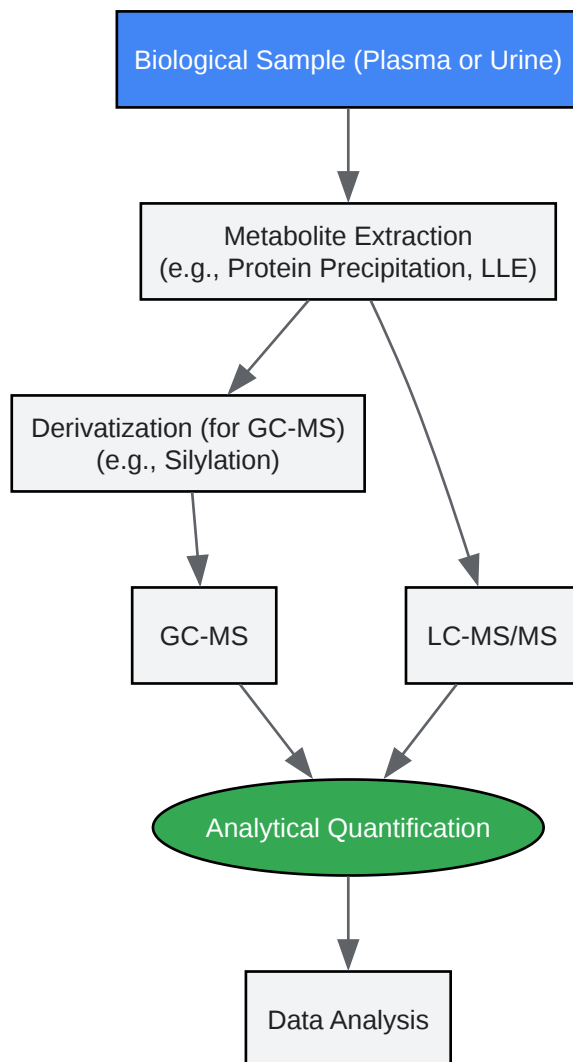 Biological Sample (Plasma or Urine)
Metabolite Extraction
(e.g., Protein Precipitation, LLE)
Derivatization (for GC-MS)
(e.g., Silylation)
GC-MS
LC-MS/MS
Analytical Quantification
Data Analysis